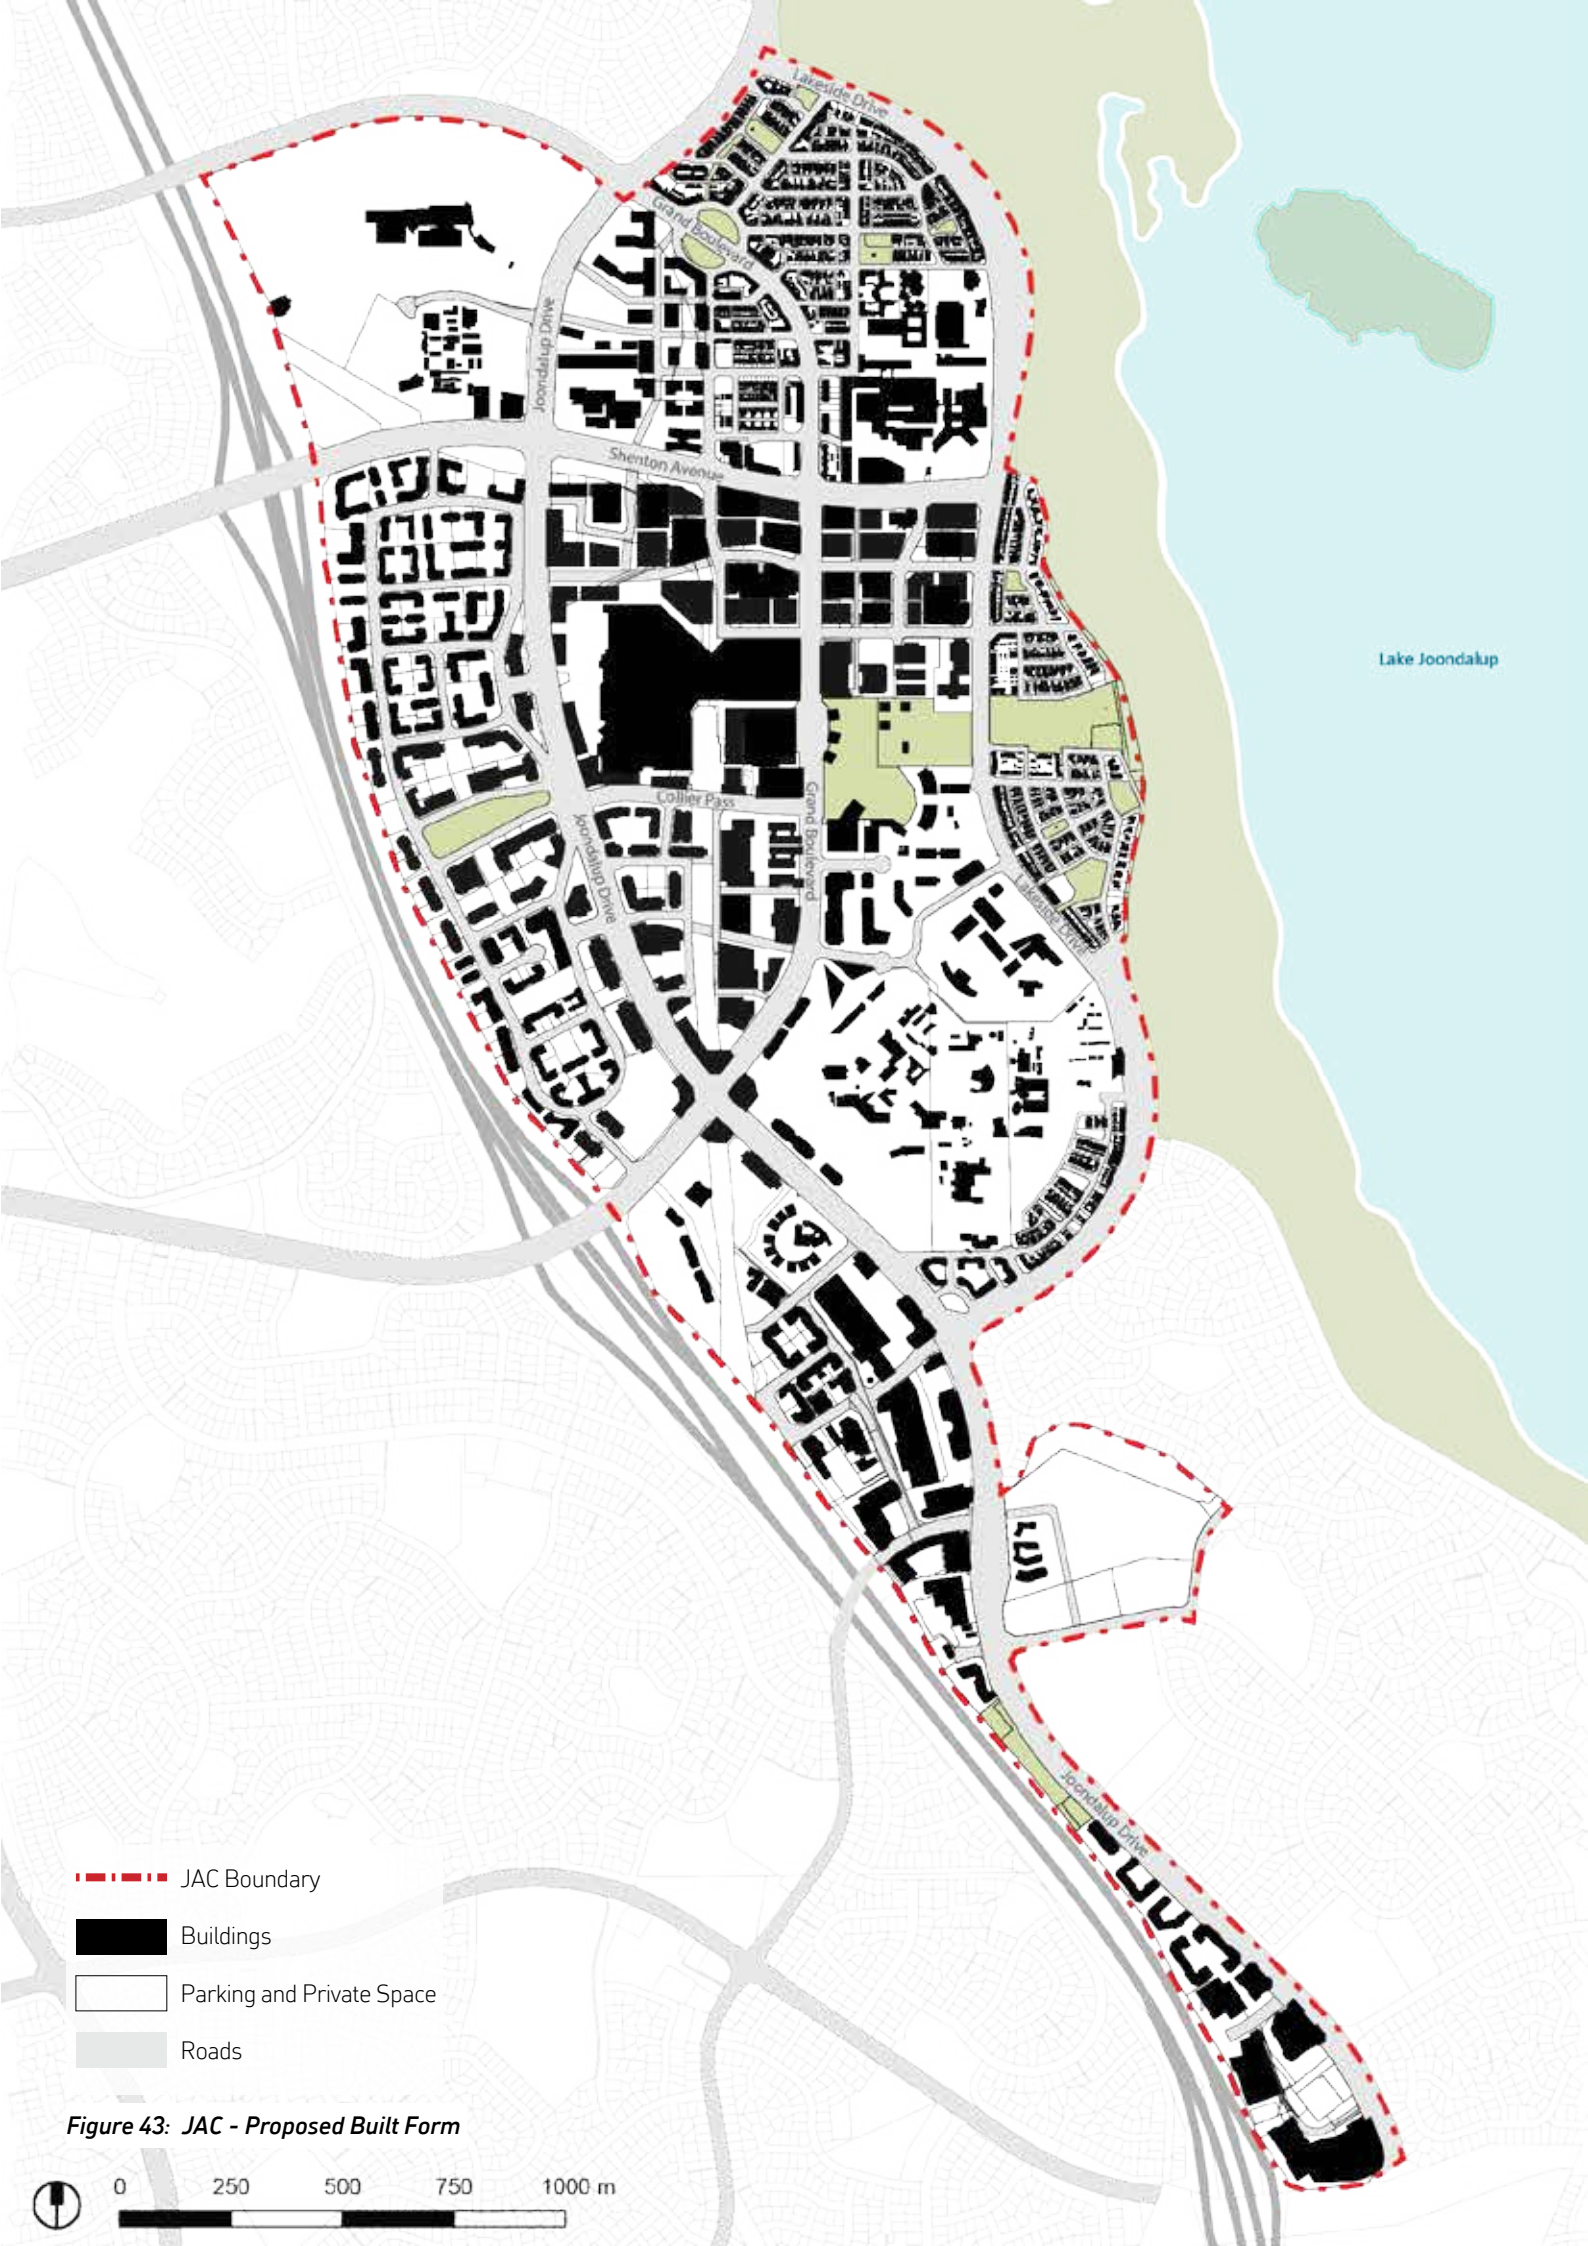 Lakeside Drive
Grand Boulevard
Joondalup Drive
Shenton Avenue
Lake Joondalup
Collier Pass
Grand Boulevard
Joondalup Drive
Lakeside Drive
Joondalup Drive
JAC Boundary
Buildings
Parking and Private Space
Roads
Figure 43: JAC - Proposed Built Form
0 250 500 750 1000 m